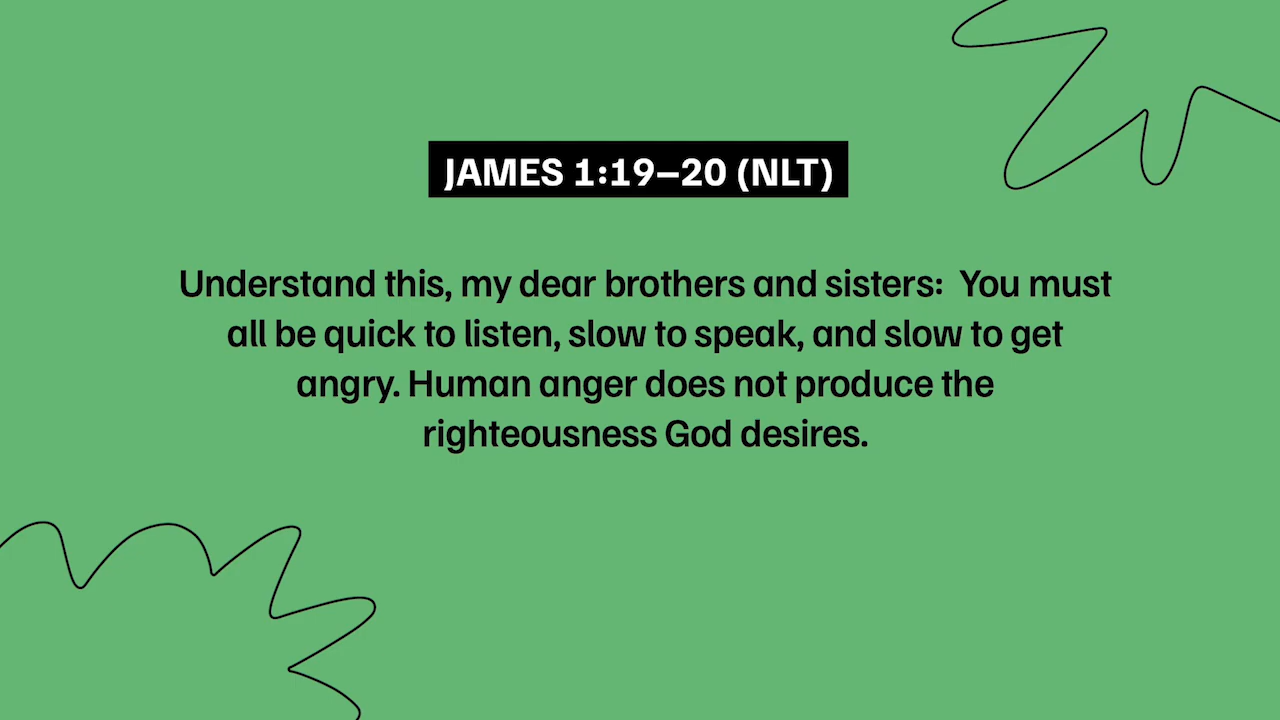 JAMES 1:19–20 (NLT)
Understand this, my dear brothers and sisters:  You must
all be quick to listen, slow to speak, and slow to get
angry. Human anger does not produce the
righteousness God desires.